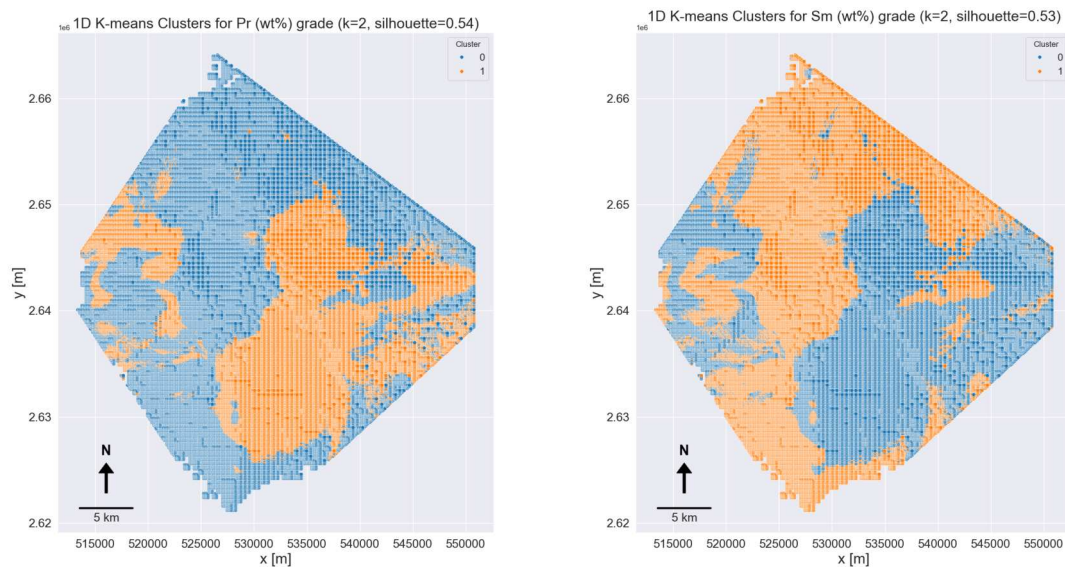 1D K-means Clusters for Pr (wt%) grade (k=2, silhouette=0.54)
1e6
Cluster
0
1
2.66
2.65
2.64
2.63
2.62
y [m]
N
5 km
515000 520000 525000 530000 535000 540000 545000 550000
x [m]
1D K-means Clusters for Sm (wt%) grade (k=2, silhouette=0.53)
1e6
Cluster
0
1
2.66
2.65
2.64
2.63
2.62
y [m]
N
5 km
515000 520000 525000 530000 535000 540000 545000 550000
x [m]